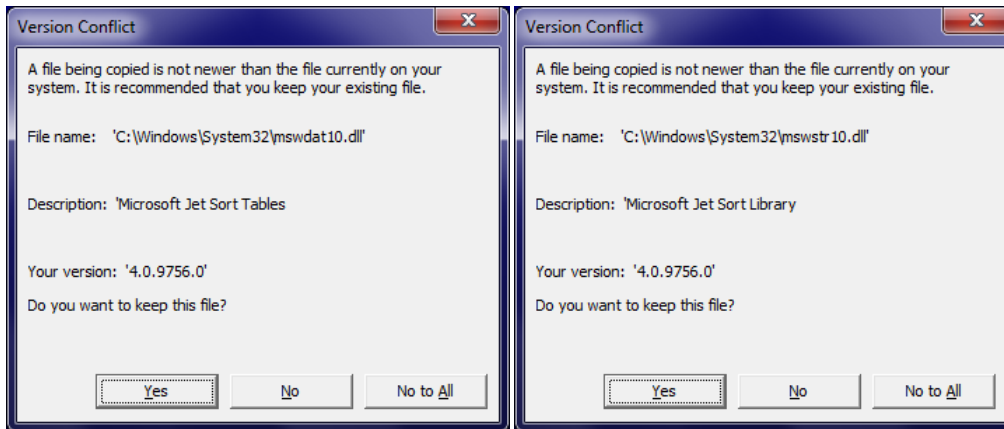 Version Conflict
A file being copied is not newer than the file currently on your
system. It is recommended that you keep your existing file.
File name: 'C:\Windows\System32\mswdat10.dll'
Description: 'Microsoft Jet Sort Tables
Your version: '4.0.9756.0'
Do you want to keep this file?
Yes No No to All
Version Conflict
A file being copied is not newer than the file currently on your
system. It is recommended that you keep your existing file.
File name: 'C:\Windows\System32\mswstr10.dll'
Description: 'Microsoft Jet Sort Library
Your version: '4.0.9756.0'
Do you want to keep this file?
Yes No No to All